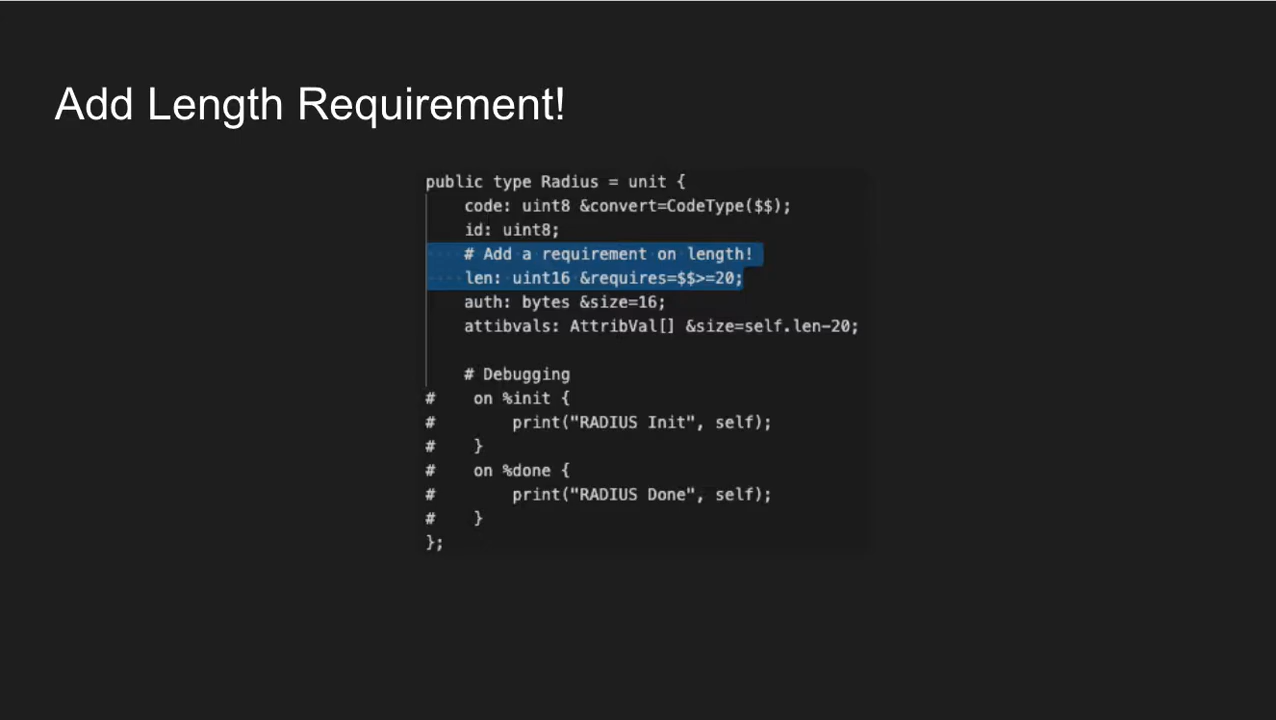 Add Length Requirement!
public type Radius = unit {
code: uint8 &convert=CodeType($$);
id: uint8;
# Add a requirement on length!
len: uint16 &requires=$$>=20;
auth: bytes &size=16;
attibvals: AttribVal[] &size=self.len-20;
# Debugging
# on %init {
# print("RADIUS Init", self);
# }
# on %done {
# print("RADIUS Done", self);
# }
};